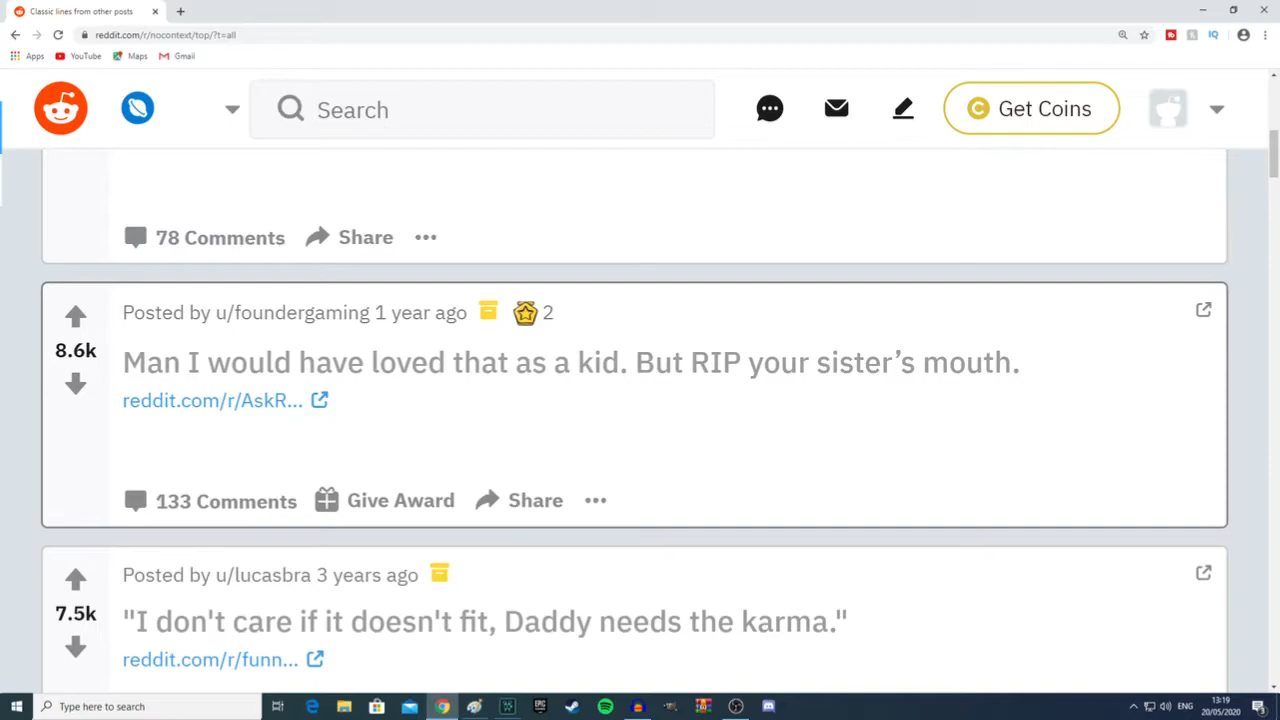 Classic lines from other posts
reddit.com/r/nocontext/top/?t=all
Apps YouTube Maps Gmail
Search
Get Coins
78 Comments Share
Posted by u/foundergaming 1 year ago 2
8.6k
Man I would have loved that as a kid. But RIP your sister’s mouth.
reddit.com/r/AskR...
133 Comments Give Award Share
Posted by u/lucasbra 3 years ago
7.5k
"I don't care if it doesn't fit, Daddy needs the karma."
reddit.com/r/funn...
Type here to search
ENG
13:19
20/05/2020